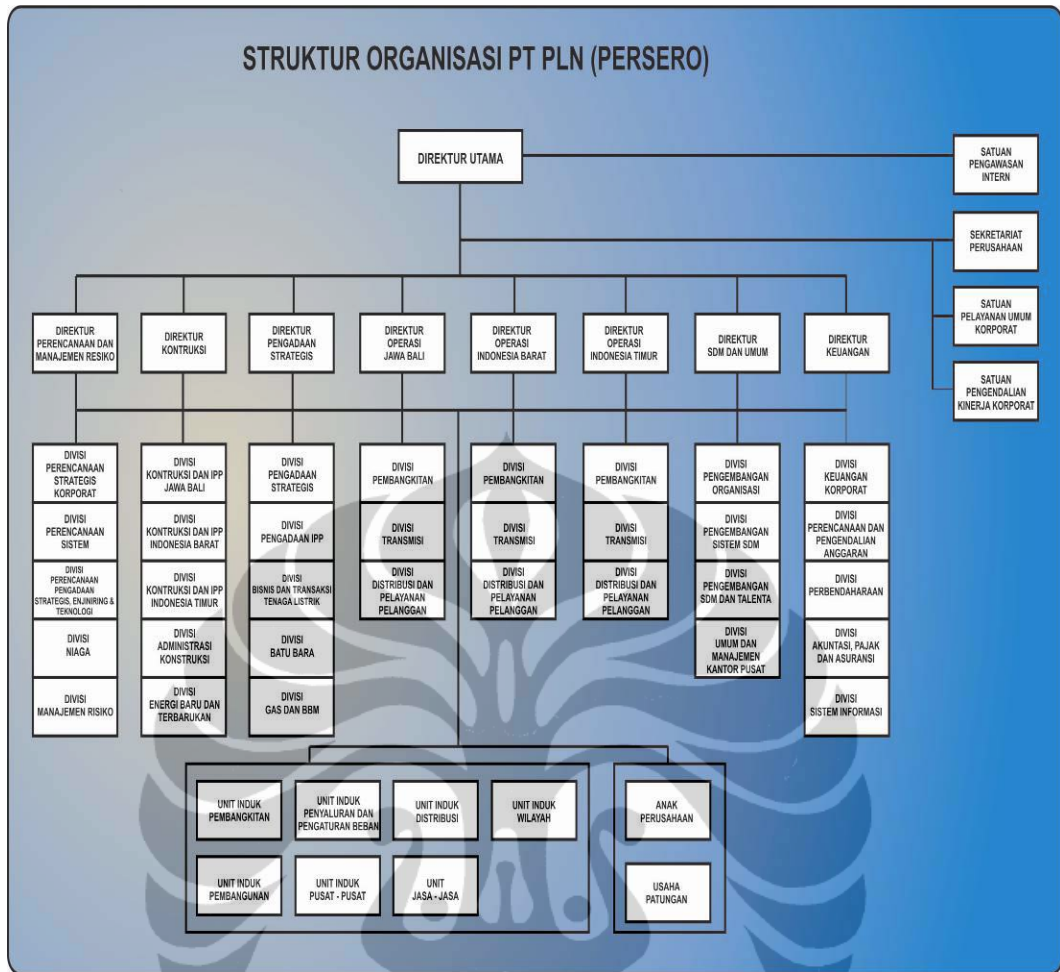 STRUKTUR ORGANISASI PT PLN (PERSERO)
DIREKTUR UTAMA
SATUAN
PENGAWASAN
INTERN
SEKRETARIAT
PERUSAHAAN
SATUAN
PELAYANAN UMUM
KORPORAT
SATUAN
PENGENDALIAN
KINERJA KORPORAT
DIREKTUR
PERENCANAAN DAN
MANAJEMEN RESIKO
DIREKTUR
KONTRUKSI
DIREKTUR
PENGADAAN
STRATEGIS
DIREKTUR
OPERASI
JAWA BALI
DIREKTUR
OPERASI
INDONESIA BARAT
DIREKTUR
OPERASI
INDONESIA TIMUR
DIREKTUR
SDM DAN UMUM
DIREKTUR
KEUANGAN
DIVISI
PERENCANAAN
STRATEGIS
KORPORAT
DIVISI
PERENCANAAN
SISTEM
DIVISI
PERENCANAAN
PENGADAAN
STRATEGIS, ENJINIRING &
TEKNOLOGI
DIVISI
NIAGA
DIVISI
MANAJEMEN RISIKO
DIVISI
KONTRUKSI DAN IPP
JAWA BALI
DIVISI
KONTRUKSI DAN IPP
INDONESIA BARAT
DIVISI
KONTRUKSI DAN IPP
INDONESIA TIMUR
DIVISI
ADMINISTRASI
KONSTRUKSI
DIVISI
ENERGI BARU DAN
TERBARUKAN
DIVISI
PENGADAAN
STRATEGIS
DIVISI
PENGADAAN IPP
DIVISI
BISNIS DAN TRANSAKSI
TENAGA LISTRIK
DIVISI
BATU BARA
DIVISI
GAS DAN BBM
DIVISI
PEMBANGKITAN
DIVISI
TRANSMISI
DIVISI
DISTRIBUSI DAN
PELAYANAN
PELANGGAN
DIVISI
PEMBANGKITAN
DIVISI
TRANSMISI
DIVISI
DISTRIBUSI DAN
PELAYANAN
PELANGGAN
DIVISI
PEMBANGKITAN
DIVISI
TRANSMISI
DIVISI
DISTRIBUSI DAN
PELAYANAN
PELANGGAN
DIVISI
PENGEMBANGAN
ORGANISASI
DIVISI
PENGEMBANGAN
SISTEM SDM
DIVISI
PENGEMBANGAN
SDM DAN TALENTA
DIVISI
UMUM DAN
MANAJEMEN
KANTOR PUSAT
DIVISI
KEUANGAN
KORPORAT
DIVISI
PERENCANAAN DAN
PENGENDALIAN
ANGGARAN
DIVISI
PERBENDAHARAAN
DIVISI
AKUNTASI, PAJAK
DAN ASURANSI
DIVISI
SISTEM INFORMASI
UNIT INDUK
PEMBANGKITAN
UNIT INDUK
PENYALURAN DAN
PENGATURAN BEBAN
UNIT INDUK
DISTRIBUSI
UNIT INDUK
WILAYAH
UNIT INDUK
PEMBANGUNAN
UNIT INDUK
PUSAT - PUSAT
UNIT
JASA - JASA
ANAK
PERUSAHAAN
USAHA
PATUNGAN